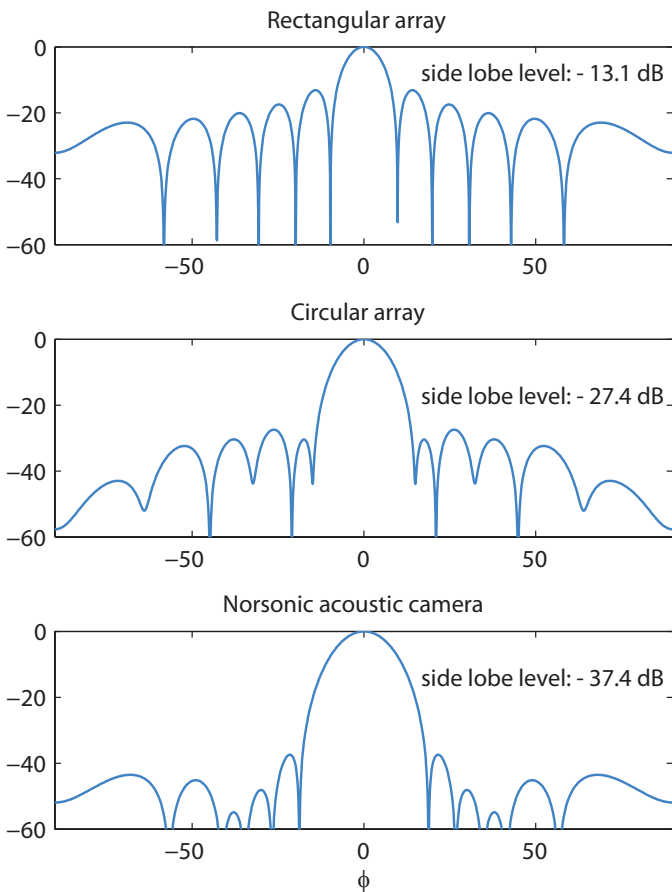 Rectangular array
0
side lobe level: - 13.1 dB
−20
−40
−60
−50 0 50
Circular array
0
side lobe level: - 27.4 dB
−20
−40
−60
−50 0 50
Norsonic acoustic camera
0
side lobe level: - 37.4 dB
−20
−40
−60
−50 0 50
ϕ